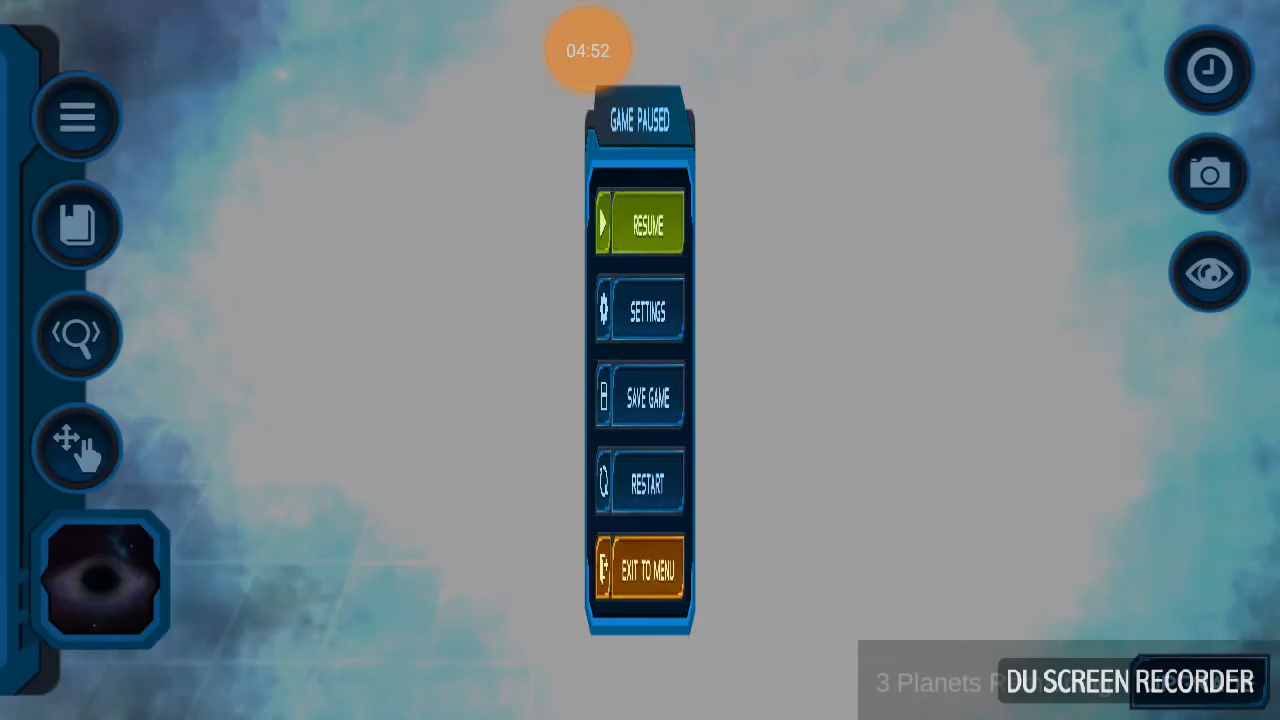 04:52
GAME PAUSED
RESUME
SETTINGS
SAVE GAME
RESTART
EXIT TO MENU
3 Planets
DU SCREEN RECORDER